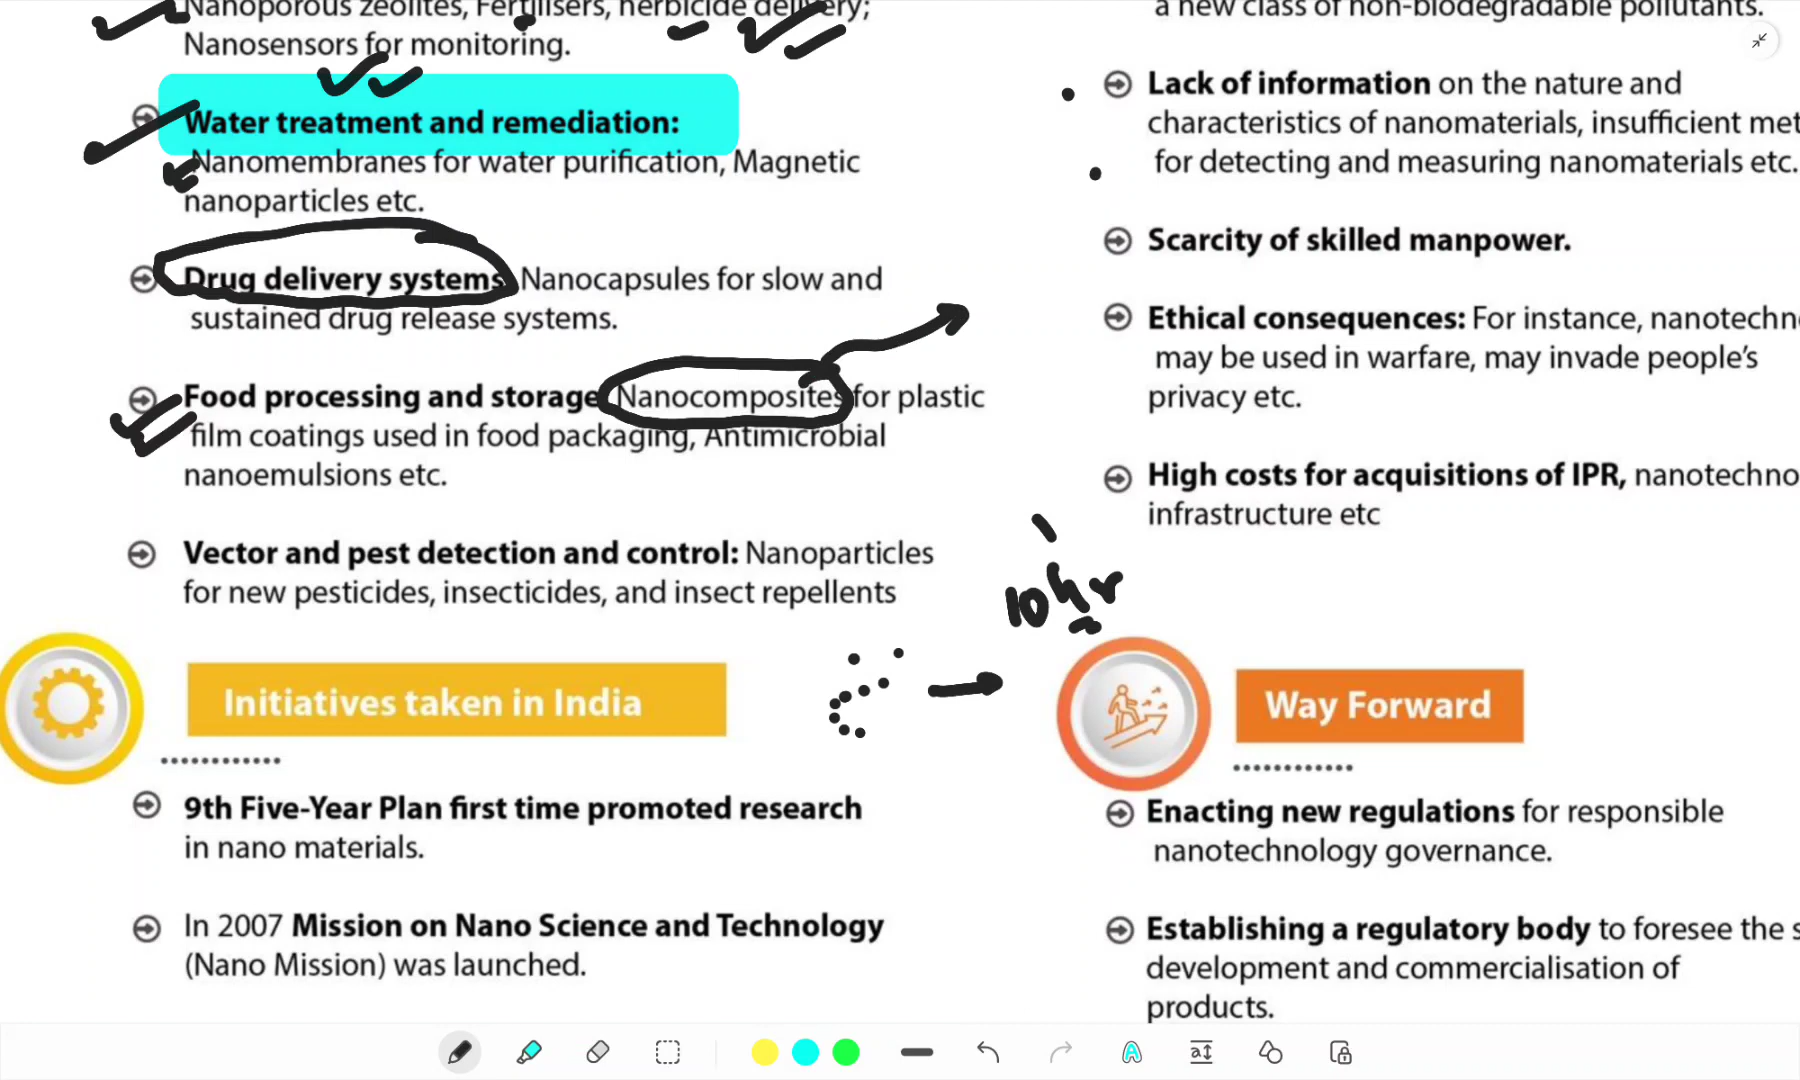 Nanoporous zeolites, Fertilisers, herbicide delivery;
Nanosensors for monitoring.
Water treatment and remediation:
Nanomembranes for water purification, Magnetic
nanoparticles etc.
Drug delivery systems Nanocapsules for slow and
sustained drug release systems.
Food processing and storage Nanocomposites for plastic
film coatings used in food packaging, Antimicrobial
nanoemulsions etc.
Vector and pest detection and control: Nanoparticles
for new pesticides, insecticides, and insect repellents
Initiatives taken in India
9th Five-Year Plan first time promoted research
in nano materials.
In 2007 Mission on Nano Science and Technology
(Nano Mission) was launched.
a new class of non-biodegradable pollutants.
Lack of information on the nature and
characteristics of nanomaterials, insufficient met
for detecting and measuring nanomaterials etc.
Scarcity of skilled manpower.
Ethical consequences: For instance, nanotechn
may be used in warfare, may invade people's
privacy etc.
High costs for acquisitions of IPR, nanotechno
infrastructure etc
10hr
Way Forward
Enacting new regulations for responsible
nanotechnology governance.
Establishing a regulatory body to foresee the s
development and commercialisation of
products.